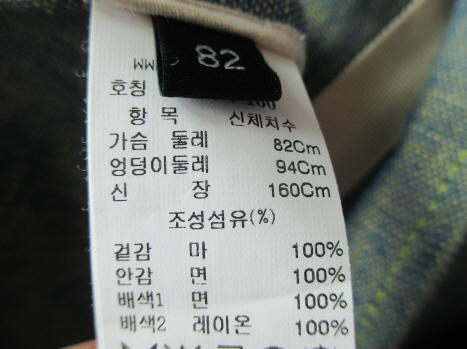 82
호칭
항 목 신체치수
가슴 둘레 82Cm
엉덩이둘레 94Cm
신 장 160Cm
조성섬유(%)
겉감 마 100%
안감 면 100%
배색1 면 100%
배색2 레이온 100%